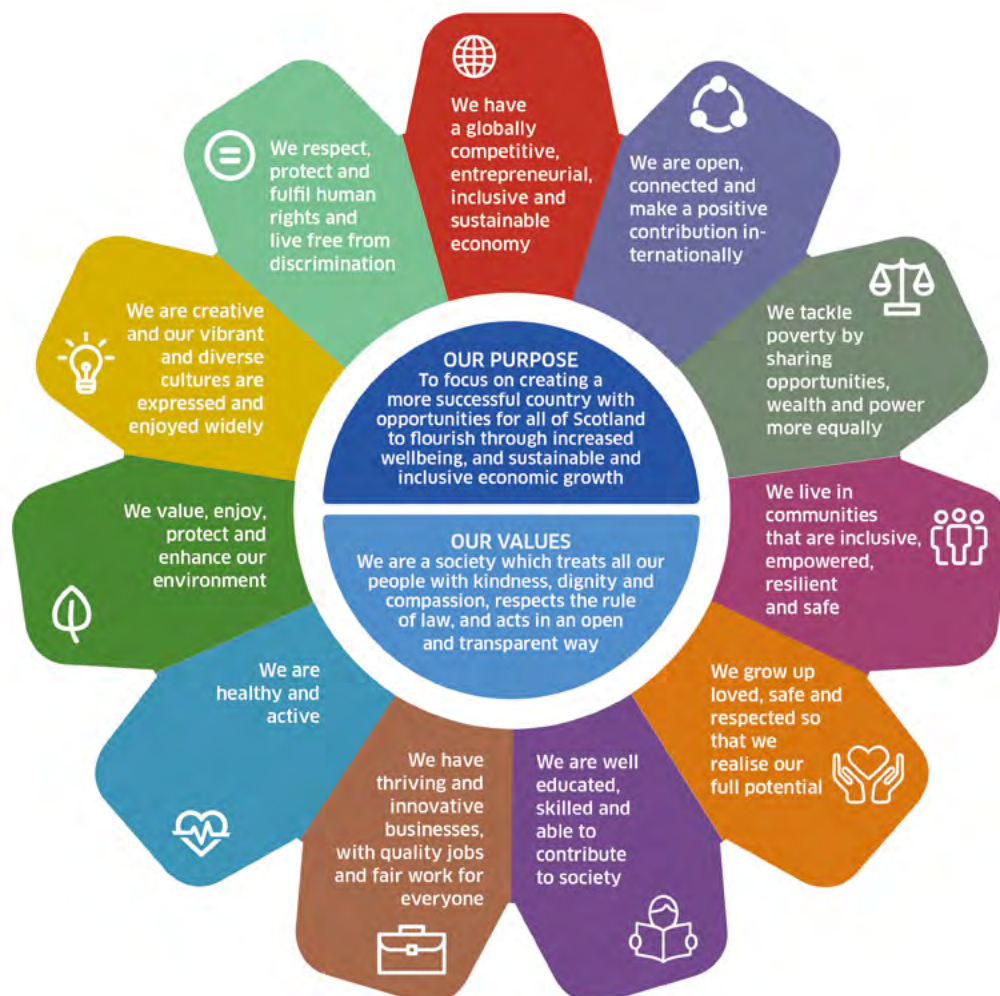 We have
a globally
competitive,
entrepreneurial,
inclusive and
sustainable
economy
We are open,
connected and
make a positive
contribution in-
ternationally
We tackle
poverty by
sharing
opportunities,
wealth and power
more equally
We live in
communities
that are inclusive,
empowered,
resilient
and safe
We grow up
loved, safe and
respected so
that we
realise our
full potential
We are well
educated,
skilled and
able to
contribute
to society
We have
thriving and
innovative
businesses,
with quality jobs
and fair work for
everyone
We are
healthy and
active
We value, enjoy,
protect and
enhance our
environment
We are creative
and our vibrant
and diverse
cultures are
expressed and
enjoyed widely
We respect,
protect and
fulfil human
rights and
live free from
discrimination
OUR PURPOSE
To focus on creating a
more successful country with
opportunities for all of Scotland
to flourish through increased
wellbeing, and sustainable and
inclusive economic growth
OUR VALUES
We are a society which treats all our
people with kindness, dignity and
compassion, respects the rule
of law, and acts in an open
and transparent way